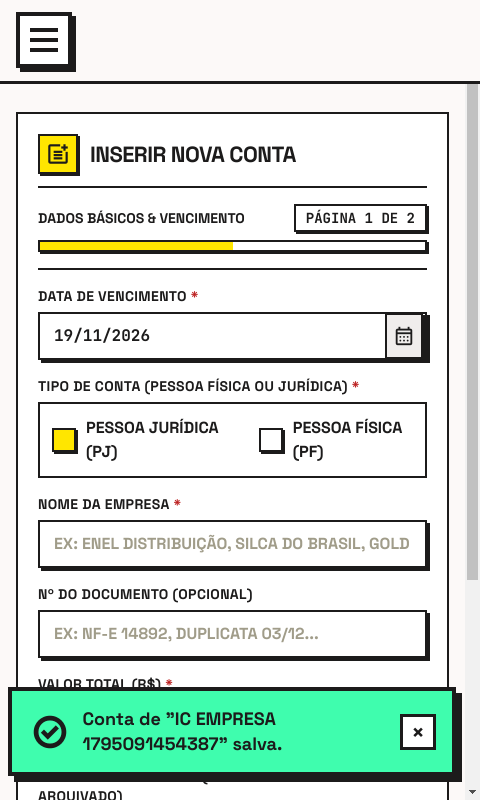 INSERIR NOVA CONTA
DADOS BÁSICOS & VENCIMENTO
PÁGINA 1 DE 2
DATA DE VENCIMENTO *
19/11/2026
TIPO DE CONTA (PESSOA FÍSICA OU JURÍDICA) *
PESSOA JURÍDICA
(PJ)
PESSOA FÍSICA
(PF)
NOME DA EMPRESA *
EX: ENEL DISTRIBUIÇÃO, SILCA DO BRASIL, GOLD
Nº DO DOCUMENTO (OPCIONAL)
EX: NF-E 14892, DUPLICATA 03/12...
VALOR TOTAL (R$) *
Conta de "IC EMPRESA
1795091454387" salva.
ARQUIVADO)